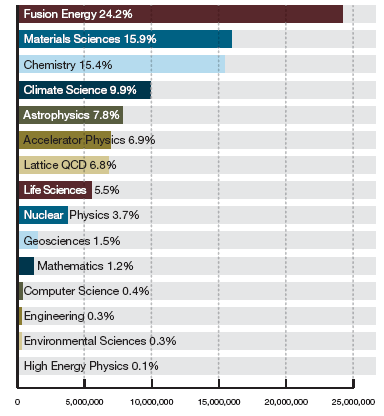 Fusion Energy 24.2%
Materials Sciences 15.9%
Chemistry 15.4%
Climate Science 9.9%
Astrophysics 7.8%
Accelerator Physics 6.9%
Lattice QCD 6.8%
Life Sciences 5.5%
Nuclear Physics 3.7%
Geosciences 1.5%
Mathematics 1.2%
Computer Science 0.4%
Engineering 0.3%
Environmental Sciences 0.3%
High Energy Physics 0.1%
0 5,000,000 10,000,000 15,000,000 20,000,000 25,000,000